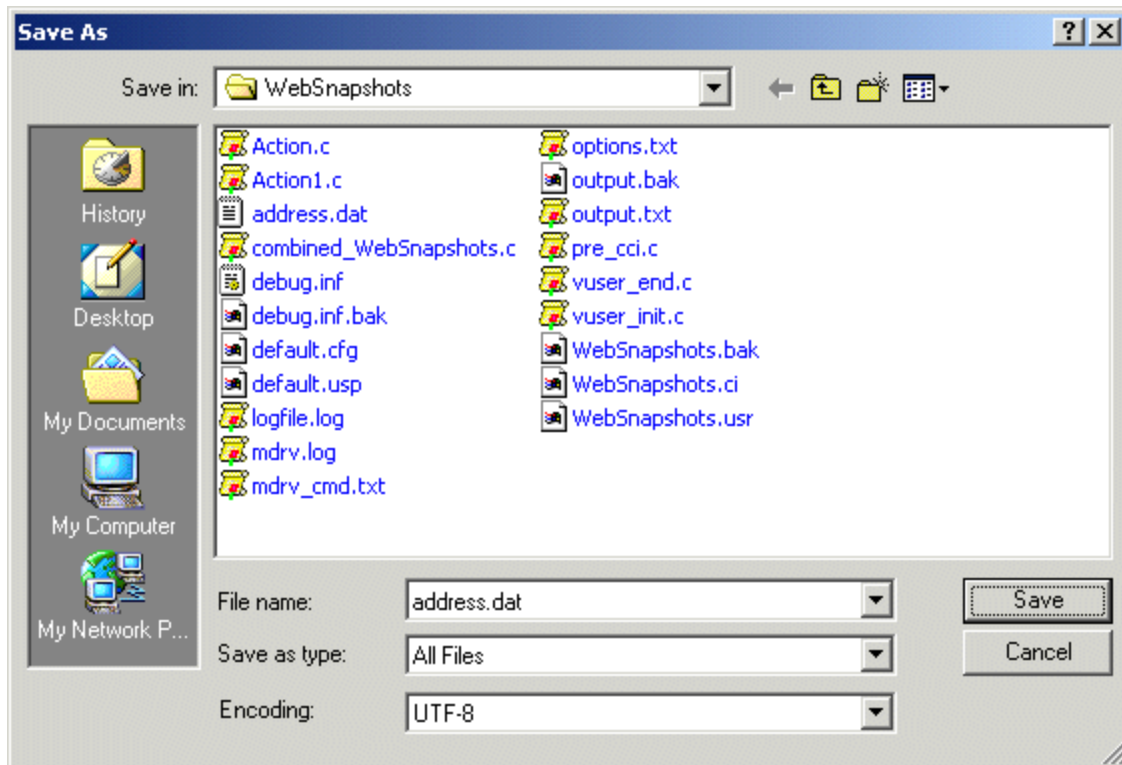 Save As
Save in: WebSnapshots
History
Desktop
My Documents
My Computer
My Network P...
Action.c
Action1.c
address.dat
combined_WebSnapshots.c
debug.inf
debug.inf.bak
default.cfg
default.usp
logfile.log
mdrv.log
mdrv_cmd.txt
options.txt
output.bak
output.txt
pre_cci.c
vuser_end.c
vuser_init.c
WebSnapshots.bak
WebSnapshots.ci
WebSnapshots.usr
File name: address.dat
Save
Save as type: All Files
Cancel
Encoding: UTF-8